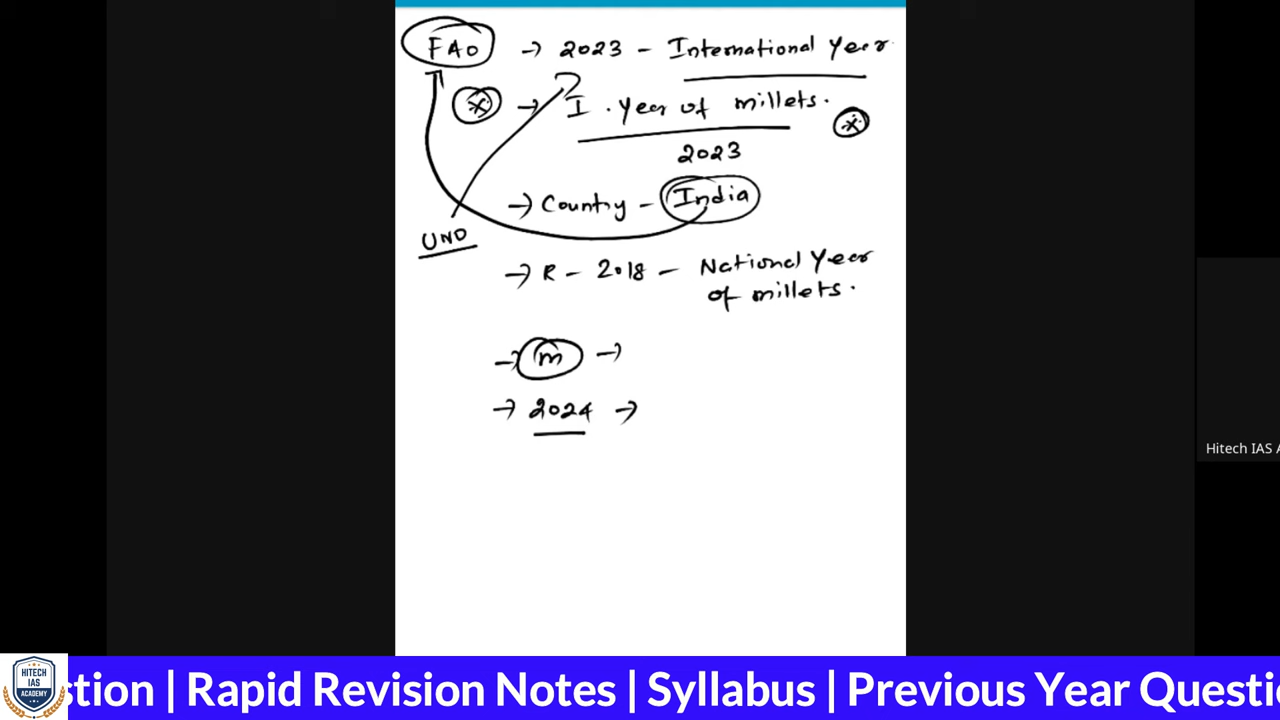 FAO → 2023 - International Year
→ I. Year of millets.
2023
→ Country - India
UNO
→ R - 2018 - National Year
of millets.
→ m →
→ 2024 →
Hitech IAS A
HITECH
IAS
ACADEMY
stion | Rapid Revision Notes | Syllabus | Previous Year Questi